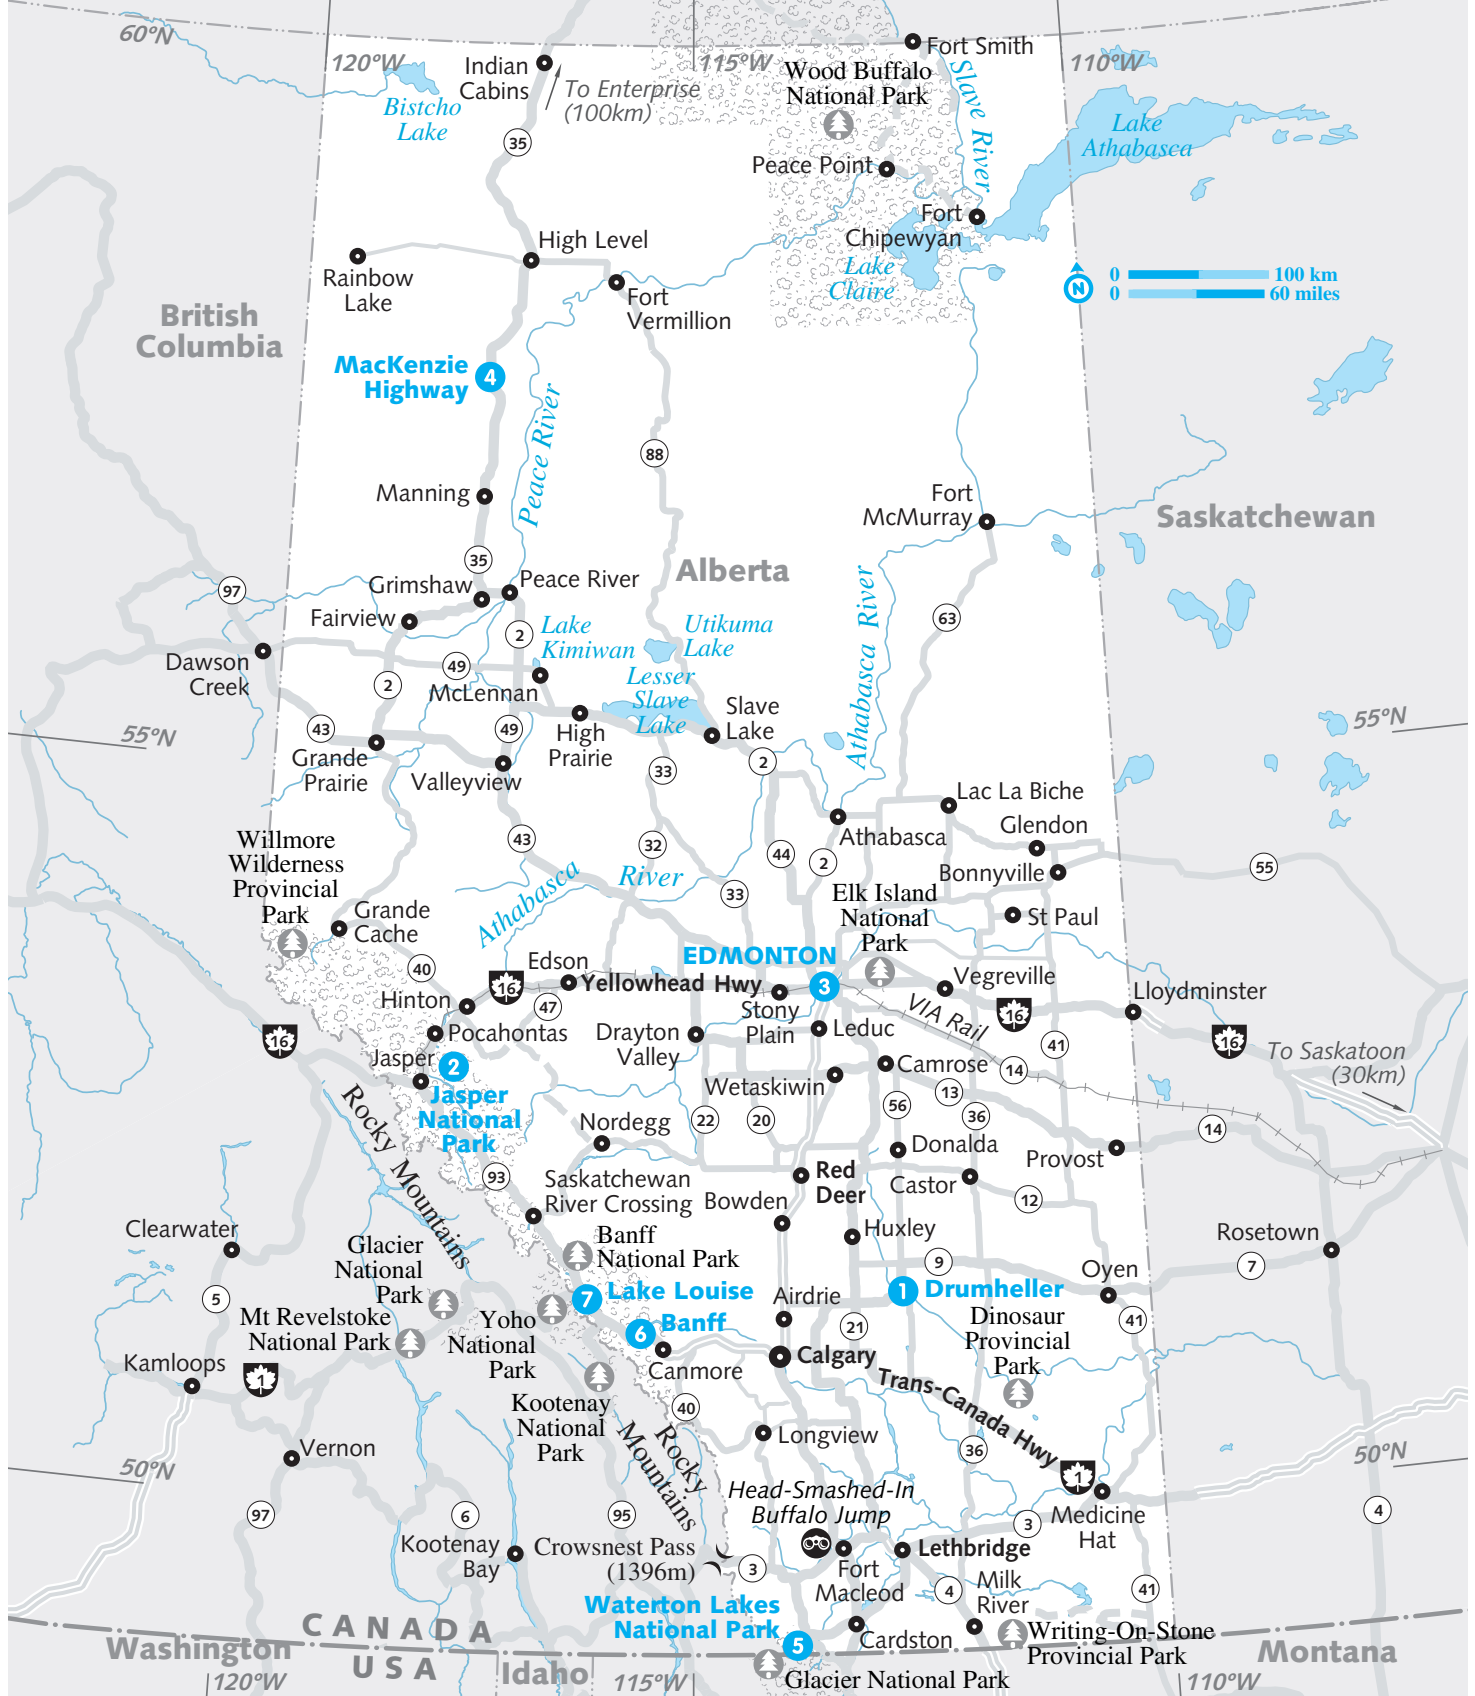 60°N
120°W
115°W
110°W
Fort Smith
Indian
Cabins
To Enterprise
(100km)
Wood Buffalo
National Park
Slave River
Bistcho
Lake
Lake
Athabasca
35
Peace Point
Fort
Chipewyan
High Level
Lake
Claire
Rainbow
Lake
0 100 km
0 60 miles
N
Fort
Vermillion
British
Columbia
MacKenzie
Highway
4
Peace River
88
Manning
Fort
McMurray
Saskatchewan
35
Alberta
Grimshaw
Peace River
97
Fairview
Athabasca River
63
2
Lake
Kimiwan
Utikuma
Lake
Dawson
Creek
49
2
McLennan
Lesser
Slave
Lake
Slave
Lake
43
49
High
Prairie
55°N
55°N
Grande
Prairie
Valleyview
33
2
Lac La Biche
Athabasca
Glendon
Willmore
Wilderness
Provincial
Park
43
32
44
2
Bonnyville
55
Athabasca
River
33
Elk Island
National
Park
St Paul
Grande
Cache
EDMONTON
3
40
Edson
16
Yellowhead Hwy
Vegreville
Lloydminster
Hinton
47
Stony
Plain
VIA Rail
16
Pocahontas
Drayton
Valley
Leduc
16
16
41
To Saskatoon
(30km)
Jasper
2
Jasper
National
Park
Camrose
14
Wetaskiwin
13
56
36
22
20
Rocky Mountains
Nordegg
14
Donalda
Provost
93
Saskatchewan
River Crossing
Red
Deer
Castor
12
Bowden
Clearwater
Huxley
Rosetown
Banff
National Park
Glacier
National
Park
9
Oyen
7
5
7
Lake Louise
1
Drumheller
Mt Revelstoke
National Park
Yoho
National
Park
6
Banff
Airdrie
21
Dinosaur
Provincial
Park
41
Kamloops
1
Canmore
Calgary
Trans-Canada Hwy
Kootenay
National
Park
40
Rocky
Mountains
Longview
Vernon
36
50°N
50°N
1
Head-Smashed-In
Buffalo Jump
Medicine
Hat
97
6
95
3
4
Kootenay
Bay
Crowsnest Pass
(1396m)
3
Fort
Macleod
Lethbridge
4
Milk
River
41
Waterton Lakes
National Park
5
CANADA
Cardston
Writing-On-Stone
Provincial Park
Washington
USA
Idaho
Glacier National Park
Montana
120°W
115°W
110°W